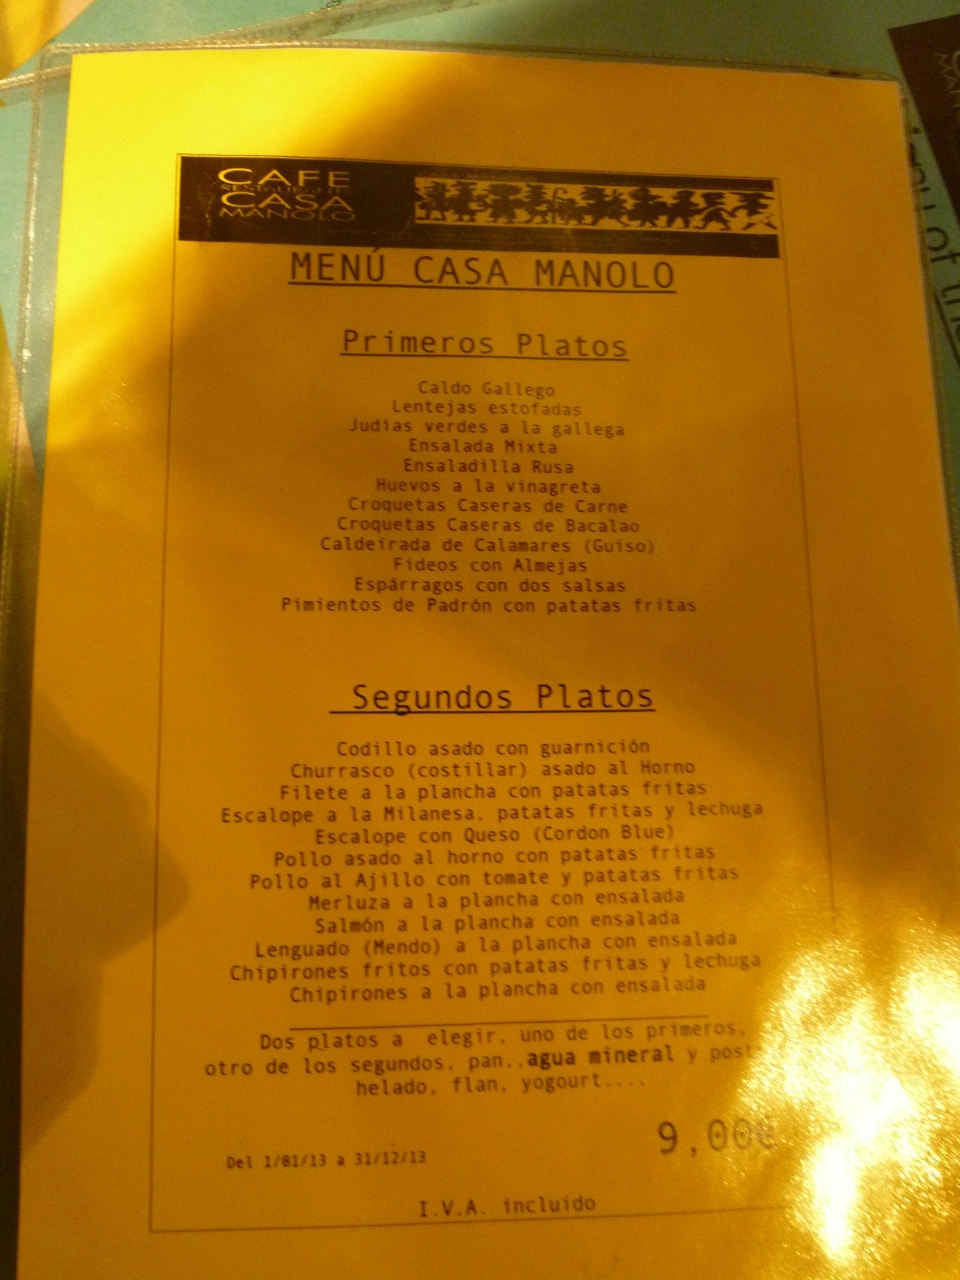 CAFE
RESTAURANTE
CASA
MANOLO
MENÚ CASA MANOLO
Primeros Platos
Caldo Gallego
Lentejas estofadas
Judias verdes a la gallega
Ensalada Mixta
Ensaladilla Rusa
Huevos a la vinagreta
Croquetas Caseras de Carne
Croquetas Caseras de Bacalao
Caldeirada de Calamares (Guiso)
Fideos con Almejas
Espárragos con dos salsas
Pimientos de Padrón con patatas fritas
Segundos Platos
Codillo asado con guarnición
Churrasco (costillar) asado al Horno
Filete a la plancha con patatas fritas
Escalope a la Milanesa, patatas fritas y lechuga
Escalope con Queso (Cordon Blue)
Pollo asado al horno con patatas fritas
Pollo al Ajillo con tomate y patatas fritas
Merluza a la plancha con ensalada
Salmón a la plancha con ensalada
Lenguado (Mendo) a la plancha con ensalada
Chipirones fritos con patatas fritas y lechuga
Chipirones a la plancha con ensalada
Dos platos a elegir, uno de los primeros,
otro de los segundos, pan..agua mineral y
helado, flan, yogourt....
9,00€
Del 1/01/13 a 31/12/13
I.V.A. incluido
of